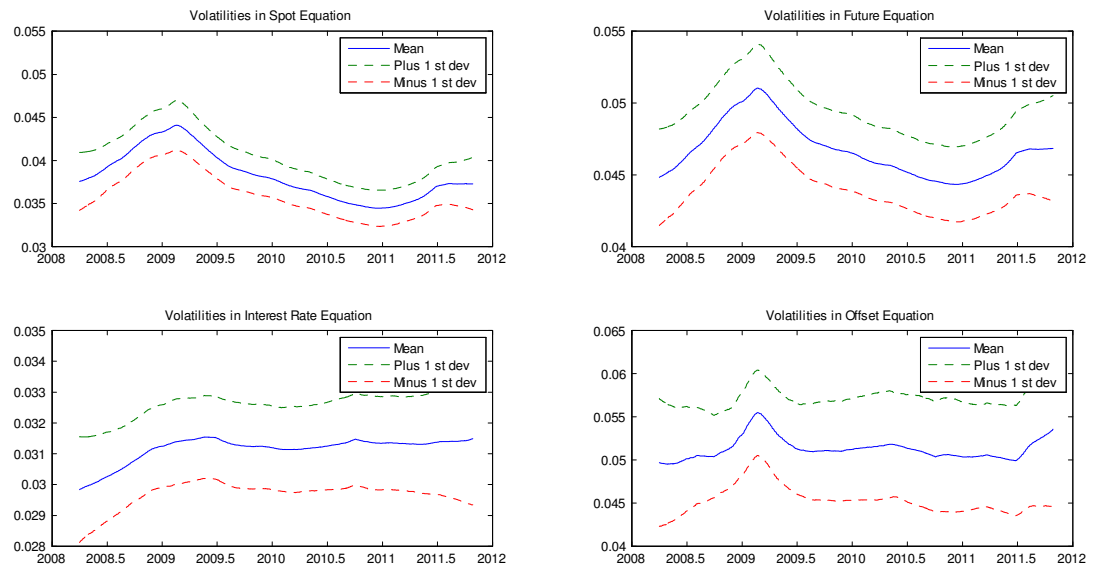 Volatilities in Spot Equation
0.055
0.05
0.045
0.04
0.035
0.03
2008 2008.5 2009 2009.5 2010 2010.5 2011 2011.5 2012
Mean
Plus 1 st dev
Minus 1 st dev
Volatilities in Future Equation
0.055
0.05
0.045
0.04
2008 2008.5 2009 2009.5 2010 2010.5 2011 2011.5 2012
Mean
Plus 1 st dev
Minus 1 st dev
Volatilities in Interest Rate Equation
0.035
0.034
0.033
0.032
0.031
0.03
0.029
0.028
2008 2008.5 2009 2009.5 2010 2010.5 2011 2011.5 2012
Mean
Plus 1 st dev
Minus 1 st dev
Volatilities in Offset Equation
0.065
0.06
0.055
0.05
0.045
0.04
2008 2008.5 2009 2009.5 2010 2010.5 2011 2011.5 2012
Mean
Plus 1 st dev
Minus 1 st dev